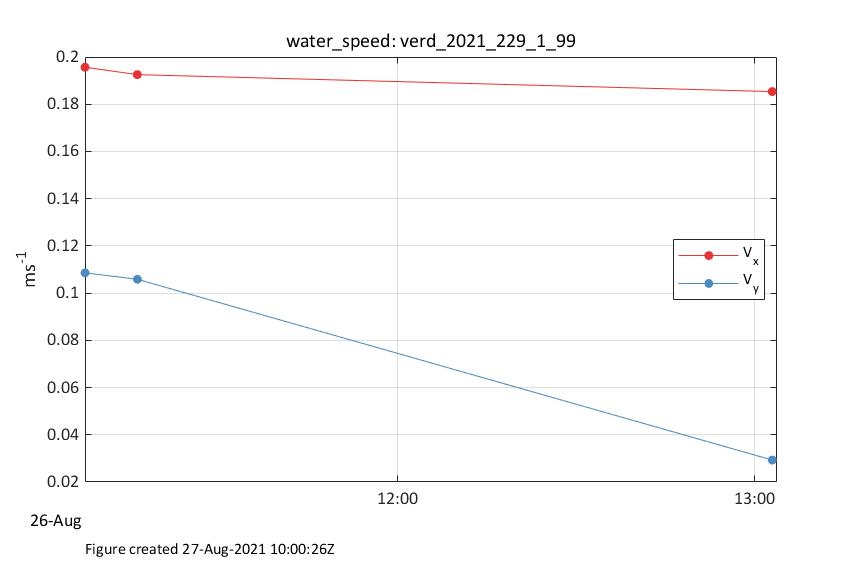 water_speed: verd_2021_229_1_99
0.2
0.18
0.16
0.14
0.12
0.1
0.08
0.06
0.04
0.02
ms-1
Vx
Vy
12:00
13:00
26-Aug
Figure created 27-Aug-2021 10:00:26Z